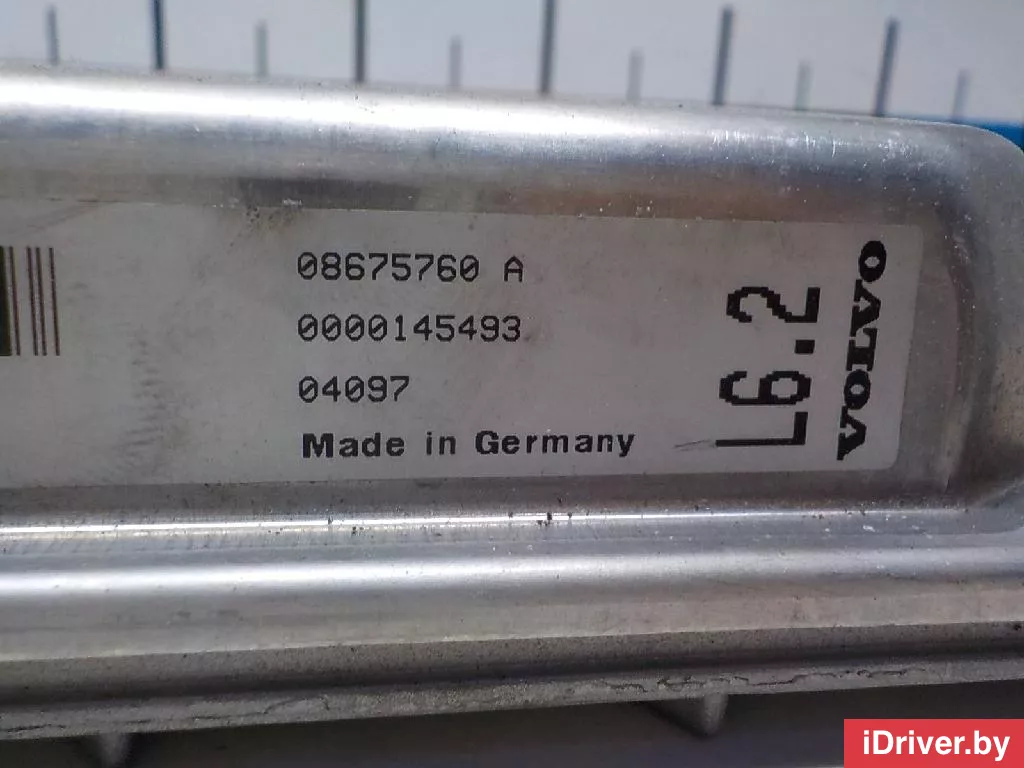 08675760 A
0000145493
04097
Made in Germany
L6.2
VOLVO
iDriver.by